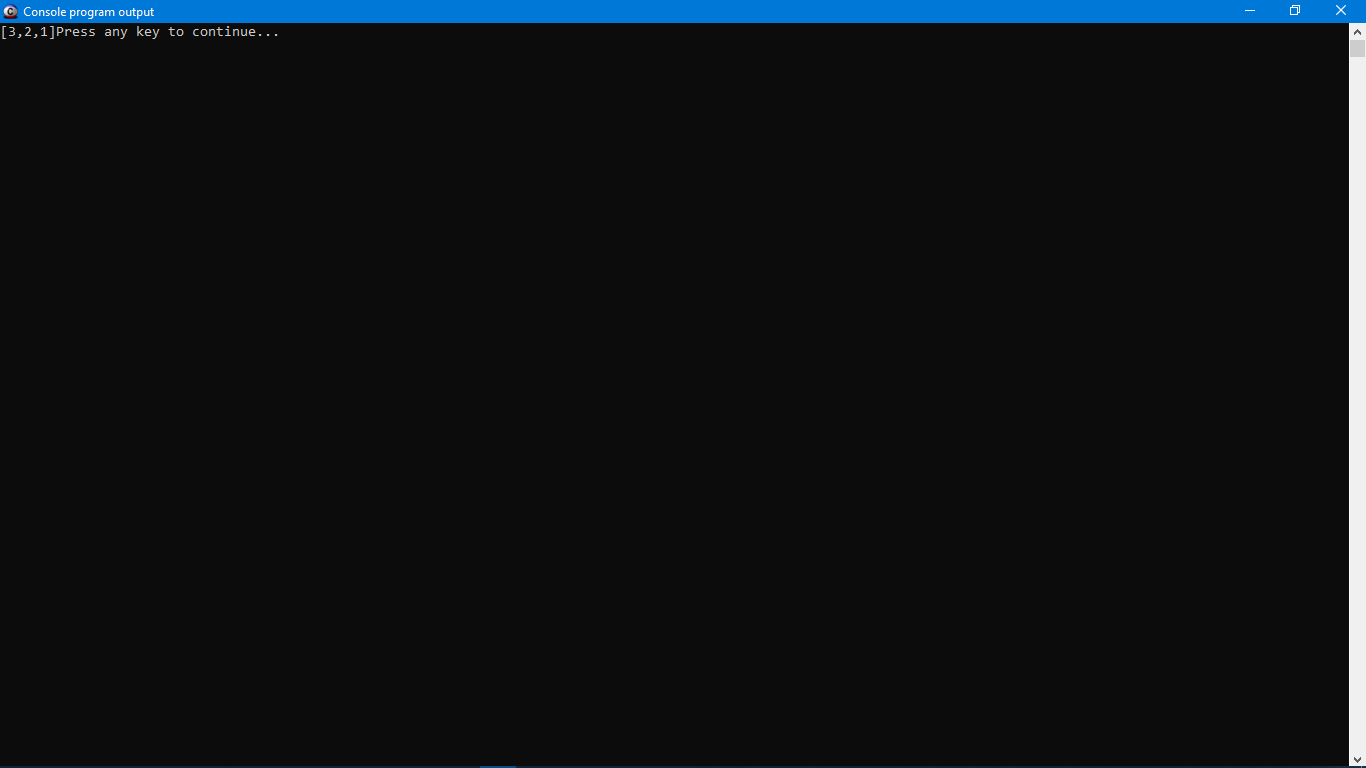 Console program output
[3,2,1]Press any key to continue...